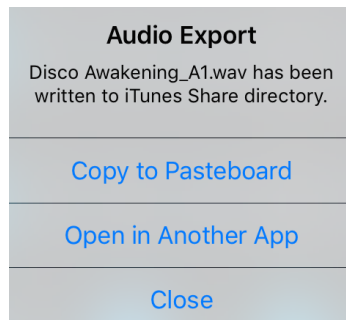 Audio Export
Disco Awakening_A1.wav has been
written to iTunes Share directory.
Copy to Pasteboard
Open in Another App
Close